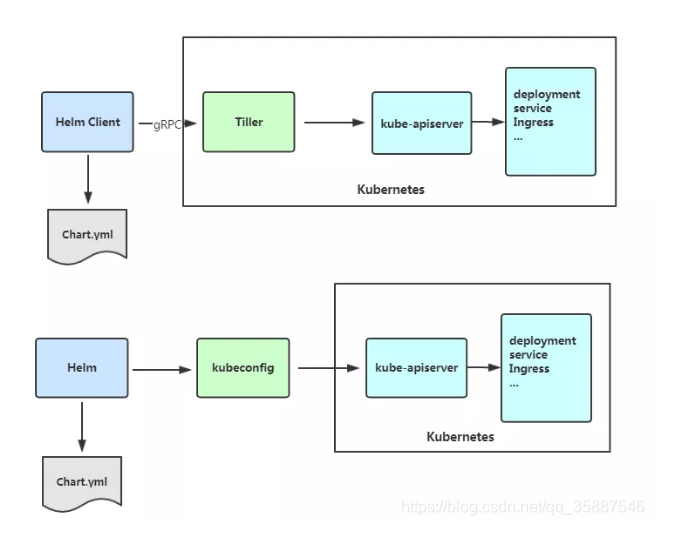 Helm Client
gRPC
Tiller
kube-apiserver
deployment
service
Ingress
...
Kubernetes
Chart.yml
Helm
kubeconfig
kube-apiserver
deployment
service
Ingress
...
Kubernetes
Chart.yml
https://blog.csdn.net/qq_35887546